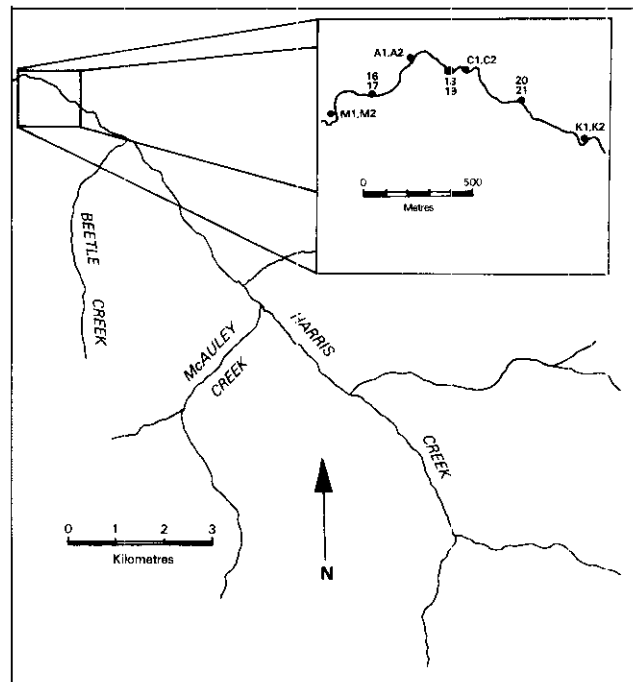 A1,A2
C1,C2
16
17
18
19
20
21
M1,M2
K1,K2
0 500
Metres
BEETLE
CREEK
McAULEY
CREEK
HARRIS
CREEK
0 1 2 3
Kilometres
N